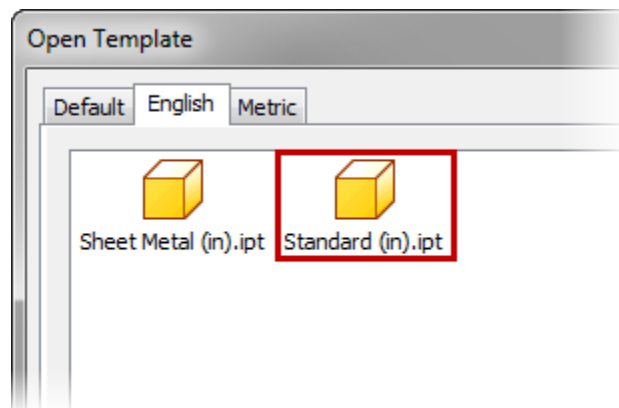 Open Template
Default English Metric
Sheet Metal (in).ipt Standard (in).ipt